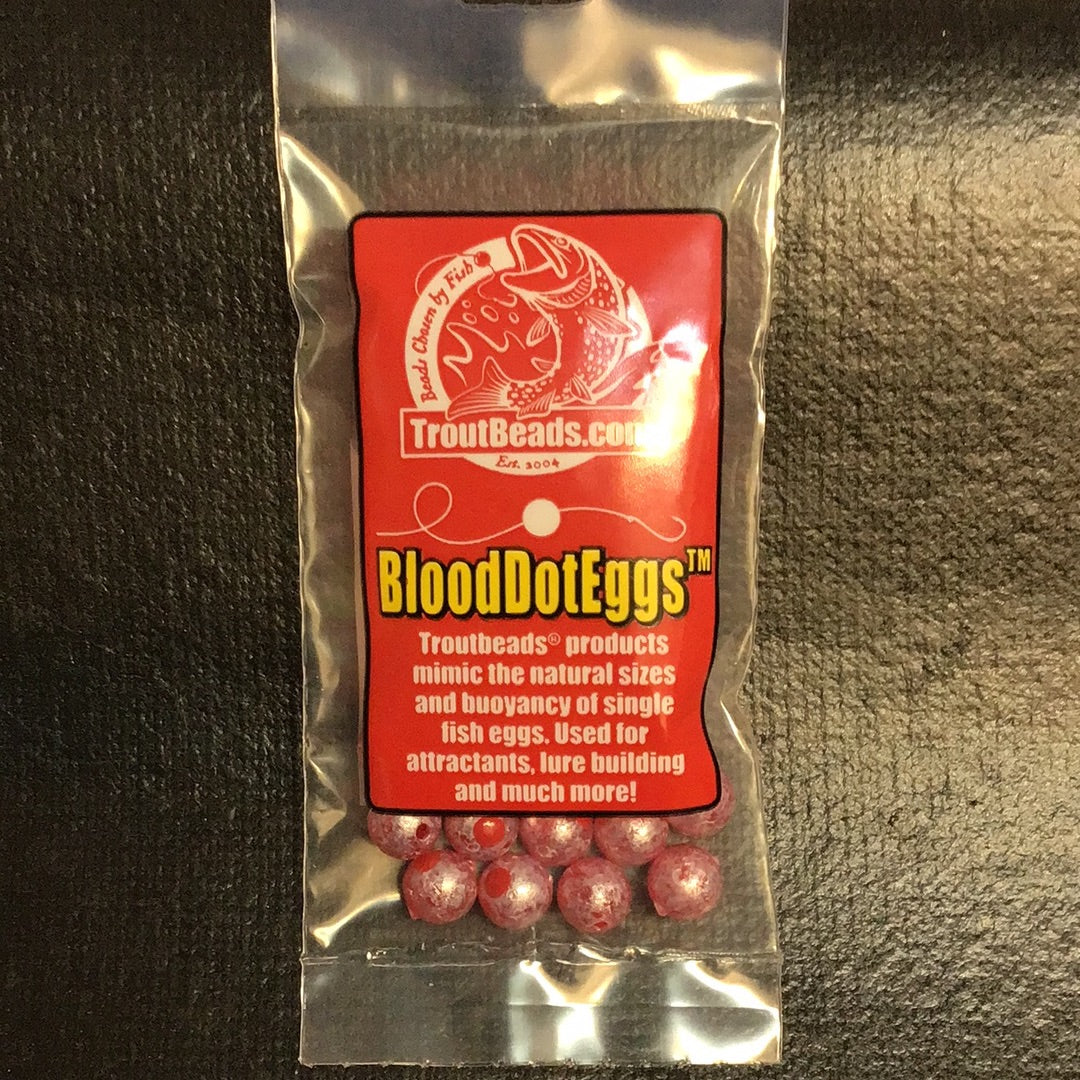 Beads Chosen by Fish
TroutBeads.com
Est. 2004
BloodDotEggs™
Troutbeads® products
mimic the natural sizes
and buoyancy of single
fish eggs. Used for
attractants, lure building
and much more!